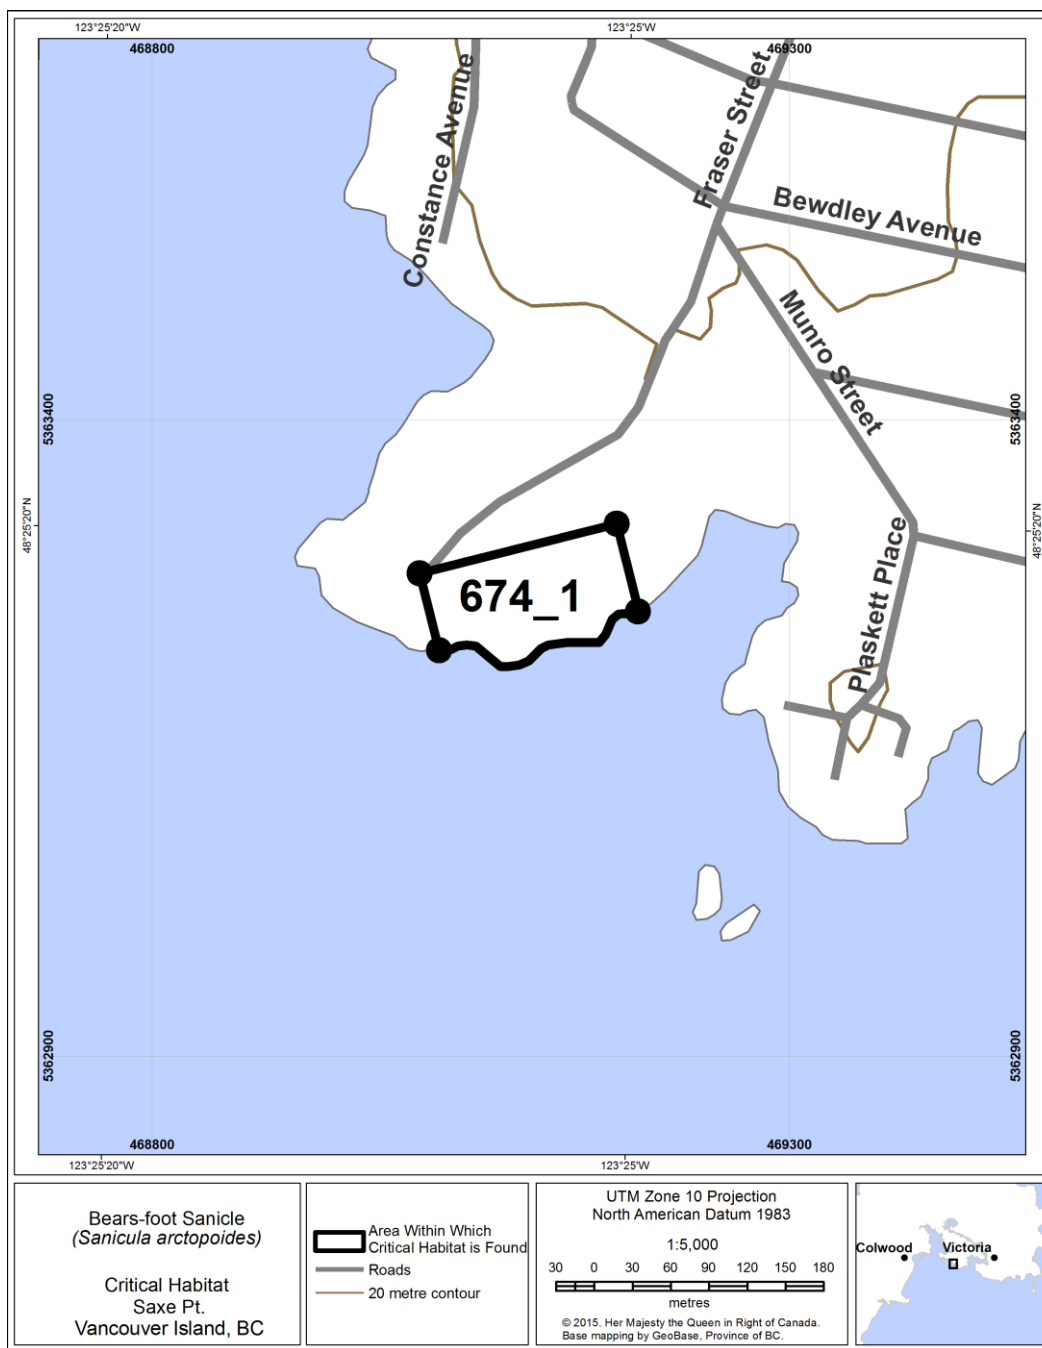 123°25'20"W
123°25'W
468800
469300
Constance Avenue
Fraser Street
Bewdley Avenue
Munro Street
5363400
5363400
48°25'20"N
48°25'20"N
Plaskett Place
674_1
5362900
5362900
468800
469300
123°25'20"W
123°25'W
Bears-foot Sanicle
(Sanicula arctopoides)
Critical Habitat
Saxe Pt.
Vancouver Island, BC
Area Within Which
Critical Habitat is Found
Roads
20 metre contour
UTM Zone 10 Projection
North American Datum 1983
1:5,000
30 0 30 60 90 120 150 180
metres
© 2015. Her Majesty the Queen in Right of Canada.
Base mapping by GeoBase, Province of BC.
Colwood
Victoria